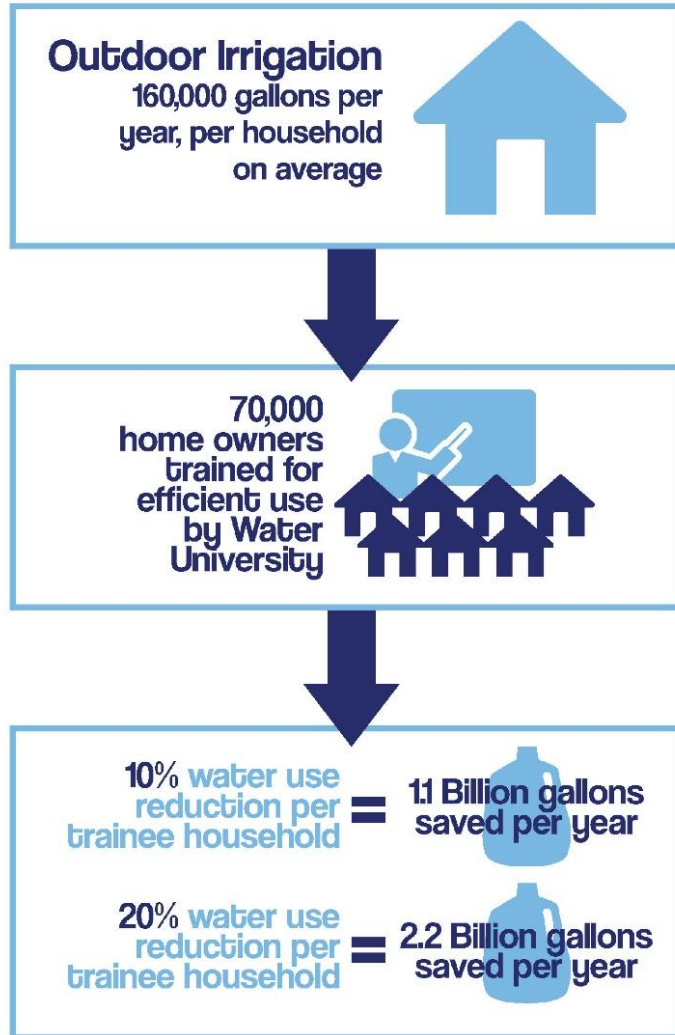 Outdoor Irrigation
160,000 gallons per
year, per household
on average
70,000
home owners
trained for
efficient use
by Water
University
10% water use
reduction per
trainee household
=
1.1 Billion gallons
saved per year
20% water use
reduction per
trainee household
=
2.2 Billion gallons
saved per year